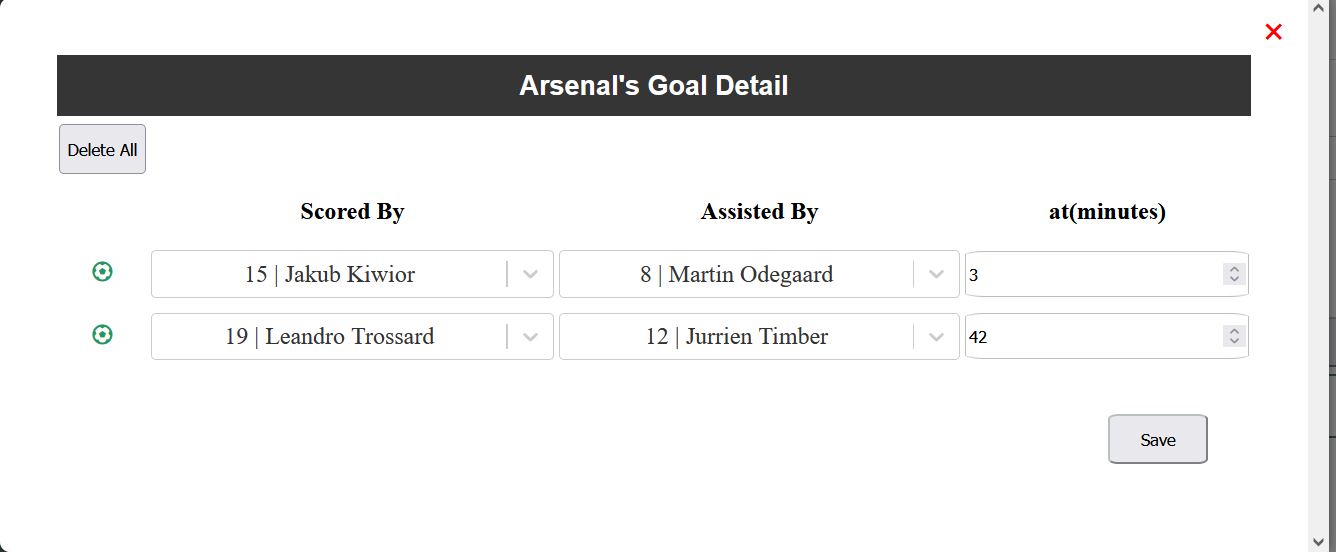 Arsenal's Goal Detail
Delete All
Scored By Assisted By at(minutes)
15 | Jakub Kiwior 8 | Martin Odegaard 3
19 | Leandro Trossard 12 | Jurrien Timber 42
Save